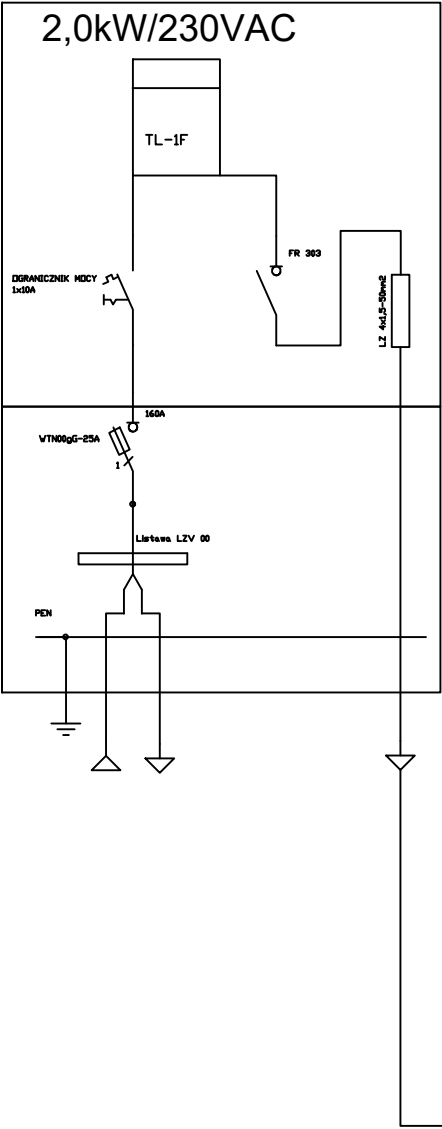 2,0kW/230VAC
TL-1F
FR 303
OGRANICZNIK MOCY
1x10A
LZ 4x1,5-50mm2
160A
WTN00gG-25A
1
Listawa LZV 00
PEN